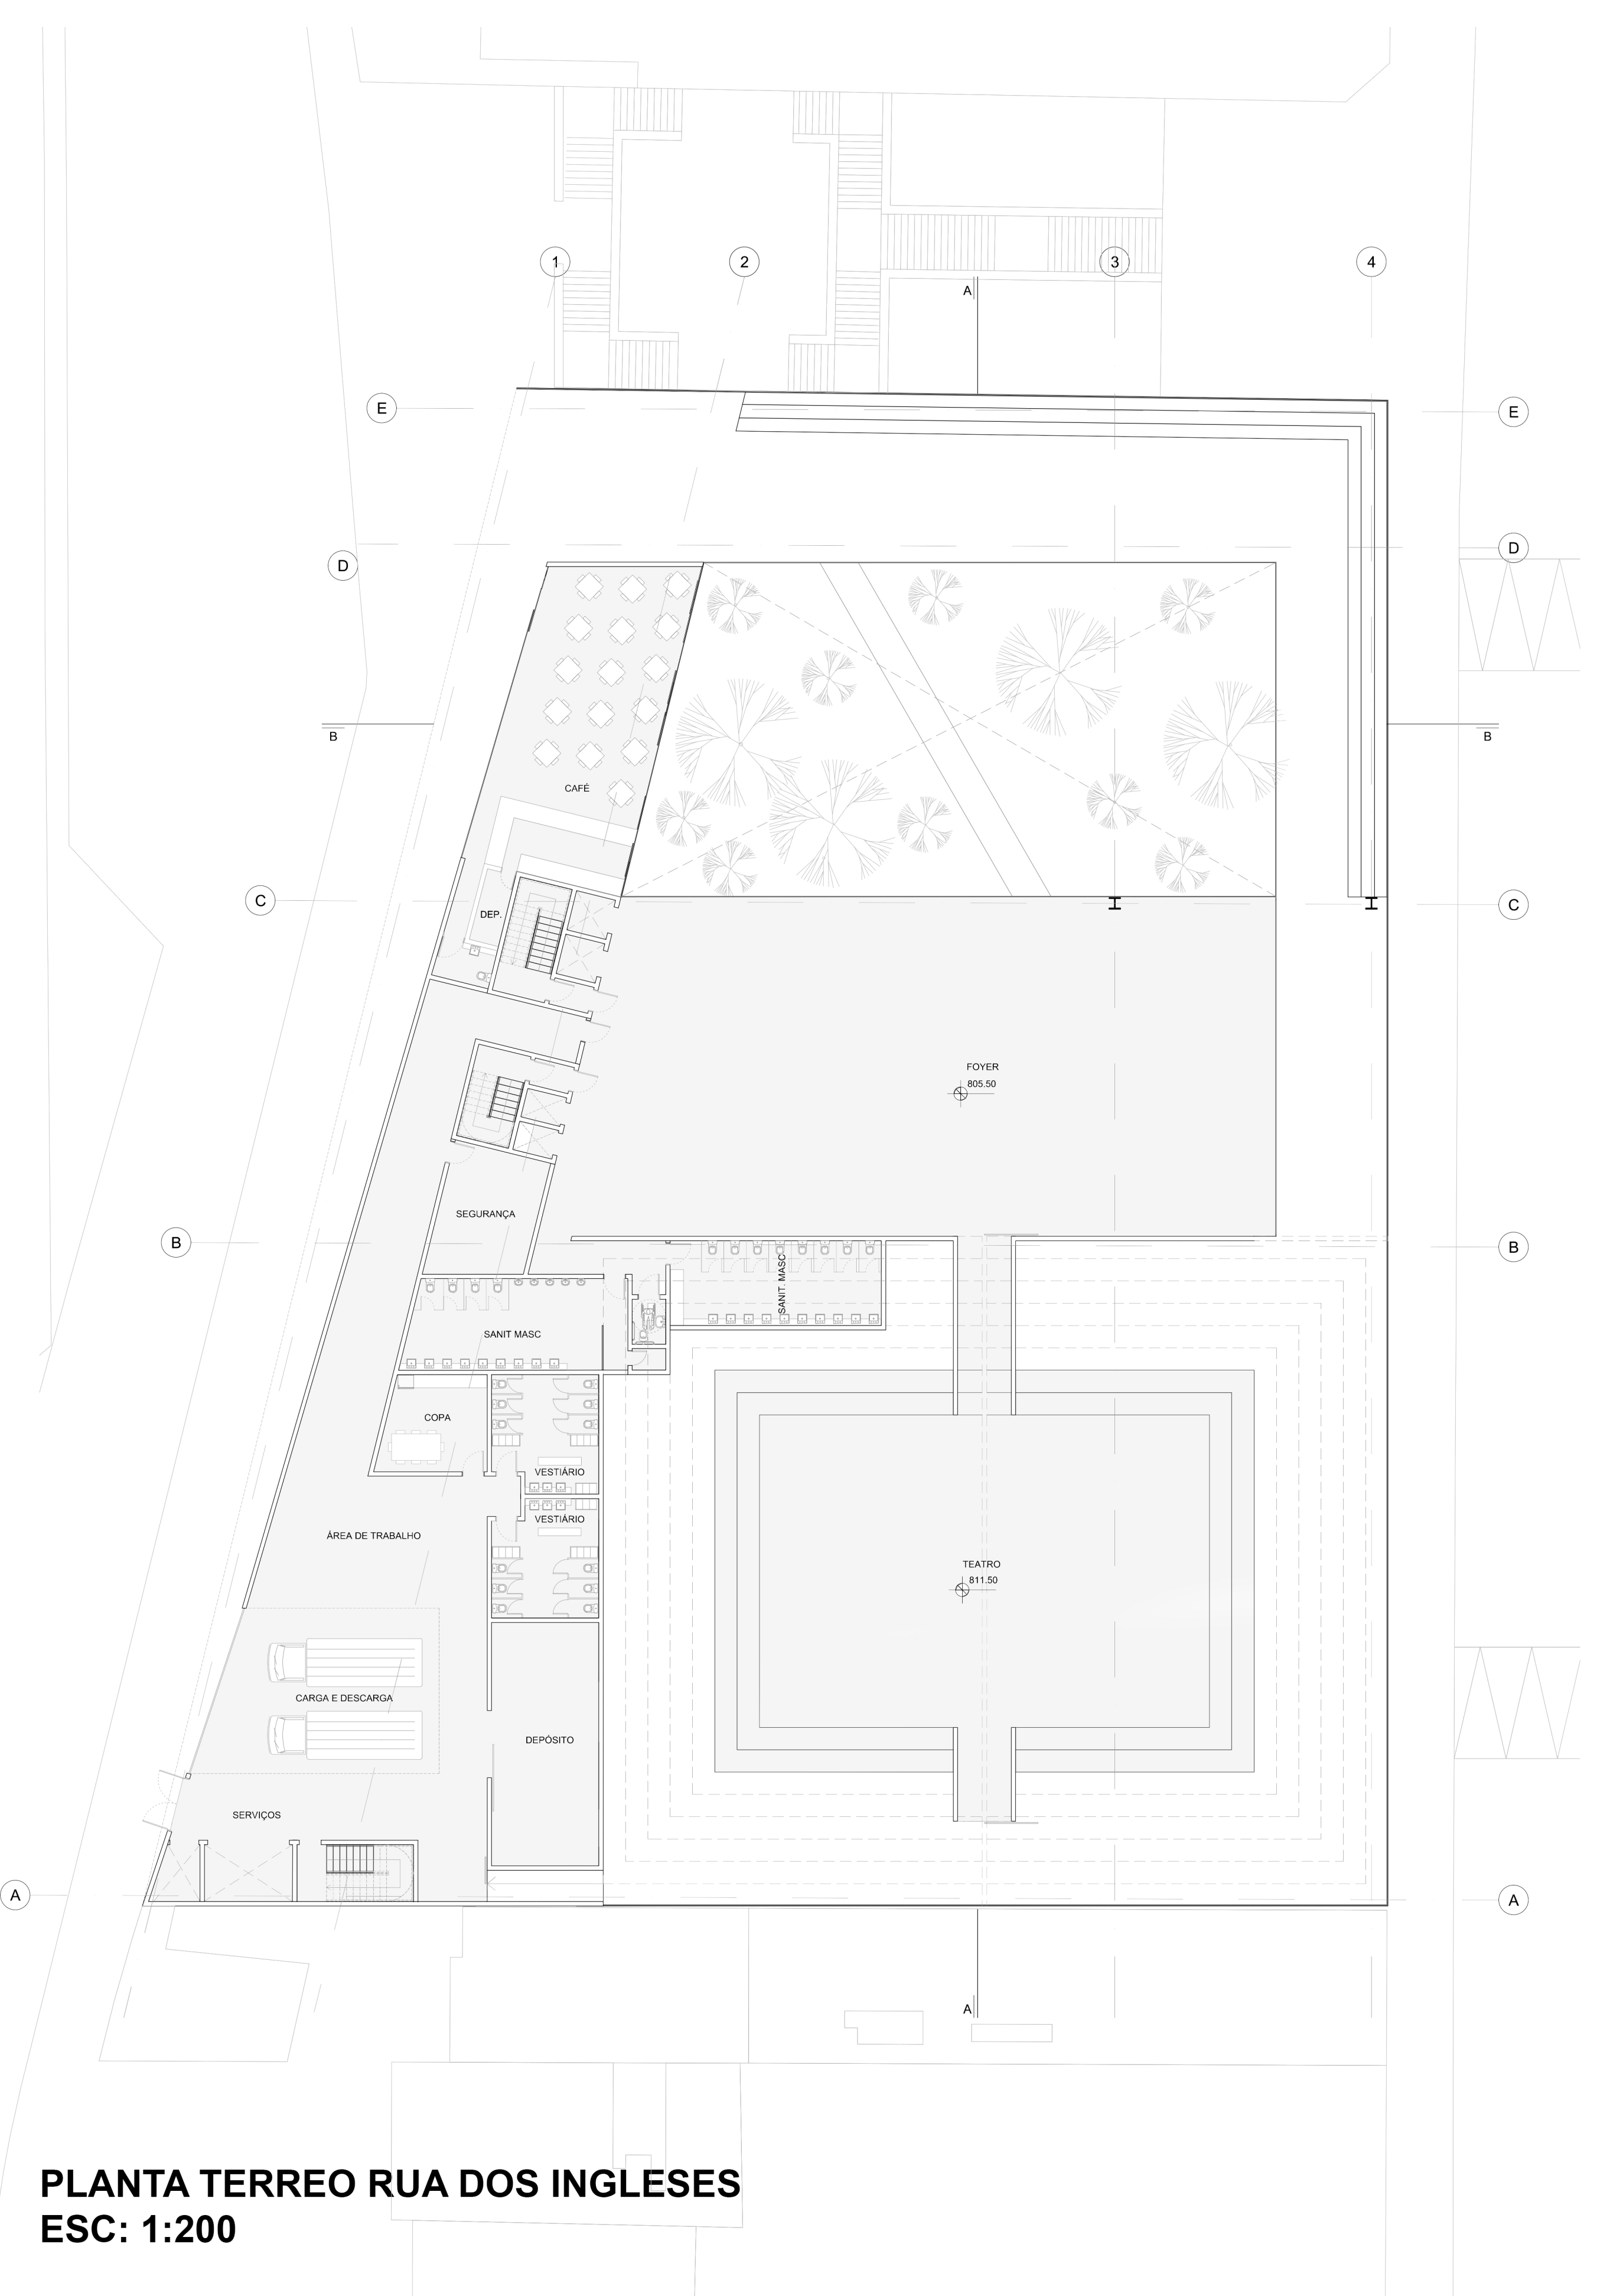 1
2
3
4
A
E
E
D
D
B
B
CAFÉ
C
C
DEP.
FOYER
805.50
SEGURANÇA
B
B
SANIT. MASC
SANIT MASC
COPA
VESTIÁRIO
VESTIÁRIO
ÁREA DE TRABALHO
TEATRO
811.50
CARGA E DESCARGA
DEPÓSITO
SERVIÇOS
A
A
A
PLANTA TERREO RUA DOS INGLESES
ESC: 1:200